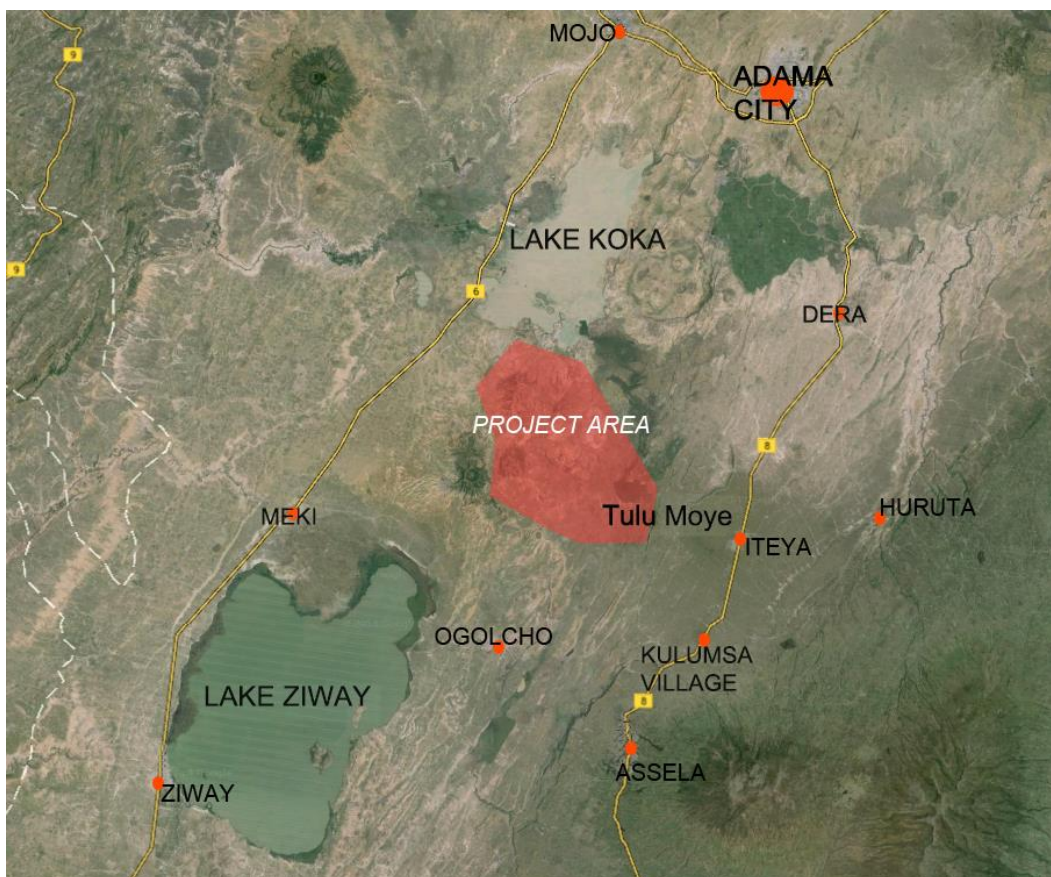 MOJO
9
ADAMA
CITY
LAKE KOKA
9
6
DERA
PROJECT AREA
8
MEKI
Tulu Moye
HURUTA
ITEYA
OGOLCHO
KULUMSA
VILLAGE
LAKE ZIWAY
8
ASSELA
ZIWAY